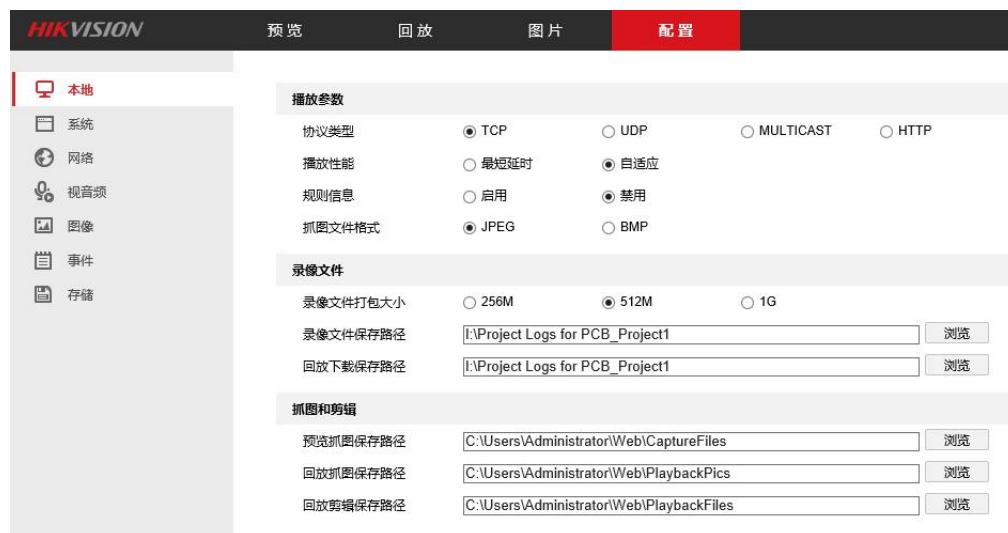 HIKVISION 预览 回放 图片 配置
本地
系统
网络
视音频
图像
事件
存储
播放参数
协议类型 TCP UDP MULTICAST HTTP
播放性能 最短延时 自适应
规则信息 启用 禁用
抓图文件格式 JPEG BMP
录像文件
录像文件打包大小 256M 512M 1G
录像文件保存路径 I:\Project Logs for PCB_Project1 浏览
回放下载保存路径 I:\Project Logs for PCB_Project1 浏览
抓图和剪辑
预览抓图保存路径 C:\Users\Administrator\Web\CaptureFiles 浏览
回放抓图保存路径 C:\Users\Administrator\Web\PlaybackPics 浏览
回放剪辑保存路径 C:\Users\Administrator\Web\PlaybackFiles 浏览